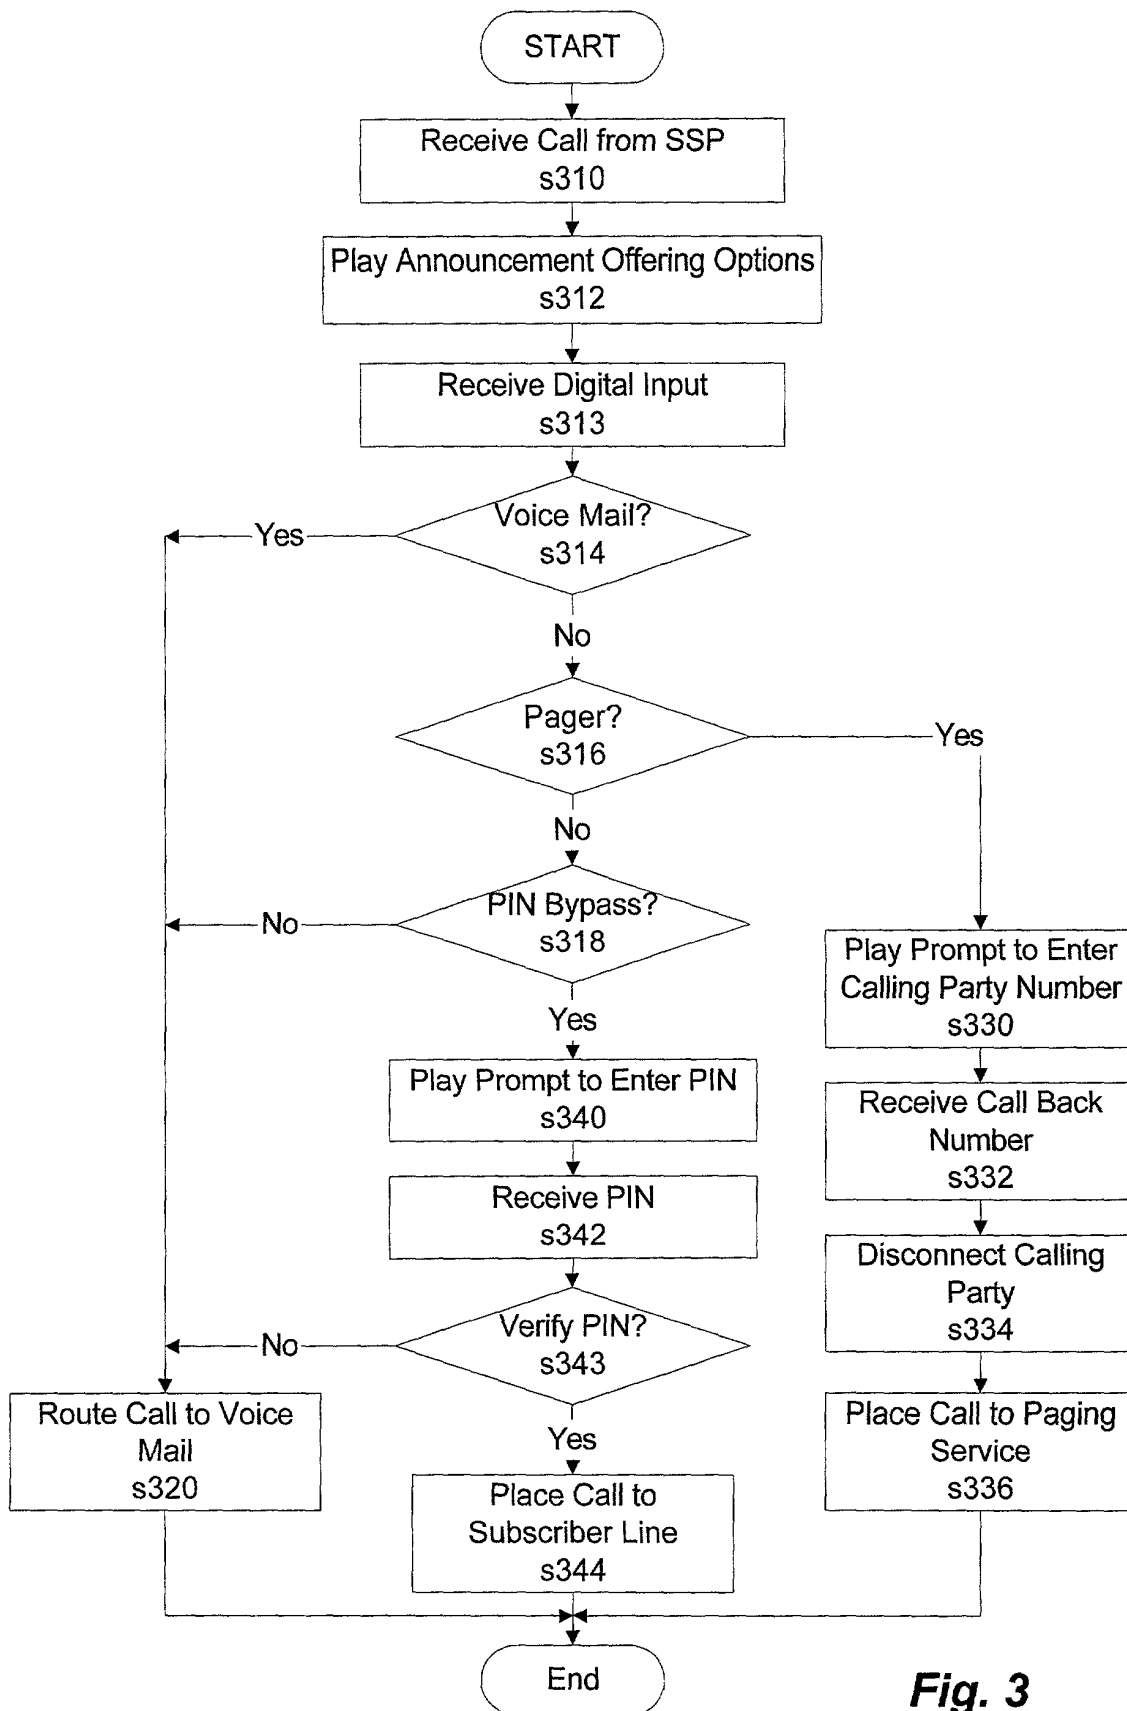 START
Receive Call from SSP
s310
Play Announcement Offering Options
s312
Receive Digital Input
s313
Voice Mail?
s314
Yes
No
Pager?
s316
Yes
No
PIN Bypass?
s318
No
Yes
Play Prompt to Enter
Calling Party Number
s330
Play Prompt to Enter PIN
s340
Receive Call Back
Number
s332
Receive PIN
s342
Disconnect Calling
Party
s334
Verify PIN?
s343
No
Yes
Route Call to Voice
Mail
s320
Place Call to Paging
Service
s336
Place Call to
Subscriber Line
s344
End
Fig. 3